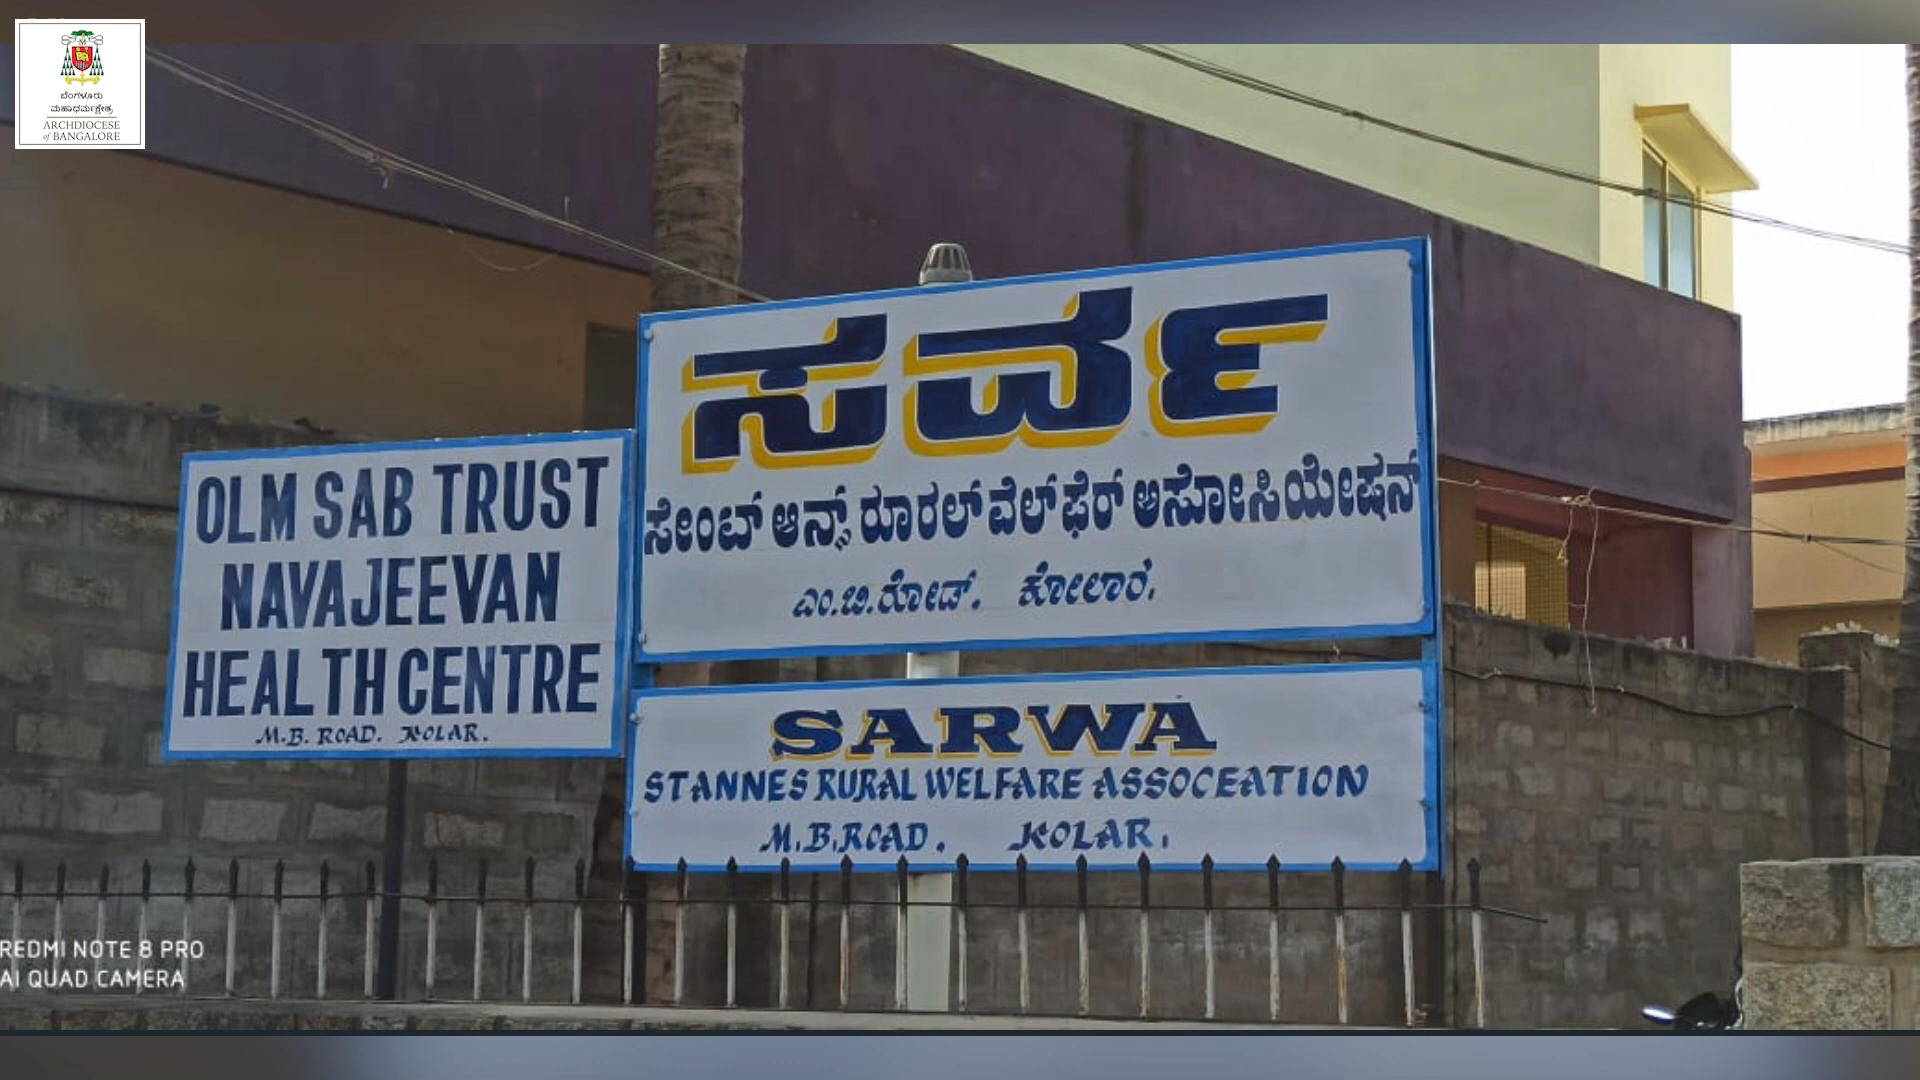 ಬೆಂಗಳೂರು
ಮಹಾಧರ್ಮಕ್ಷೇತ್ರ
ARCHDIOCESE
of BANGALORE
OLM SAB TRUST
NAVAJEEVAN
HEALTH CENTRE
M.B. ROAD. KOLAR.
ಸರ್ವ
ಸೇಂಟ್ ಆನ್ಸ್ ರೂರಲ್ ವೆಲ್ ಫೆರ್ ಅಸೋಸಿಯೇಷನ್
ಎಂ.ಬಿ.ರೋಡ್. ಕೋಲಾರ.
SARWA
STANNES RURAL WELFARE ASSOCEATION
M.B.ROAD. KOLAR.
REDMI NOTE 8 PRO
AI QUAD CAMERA